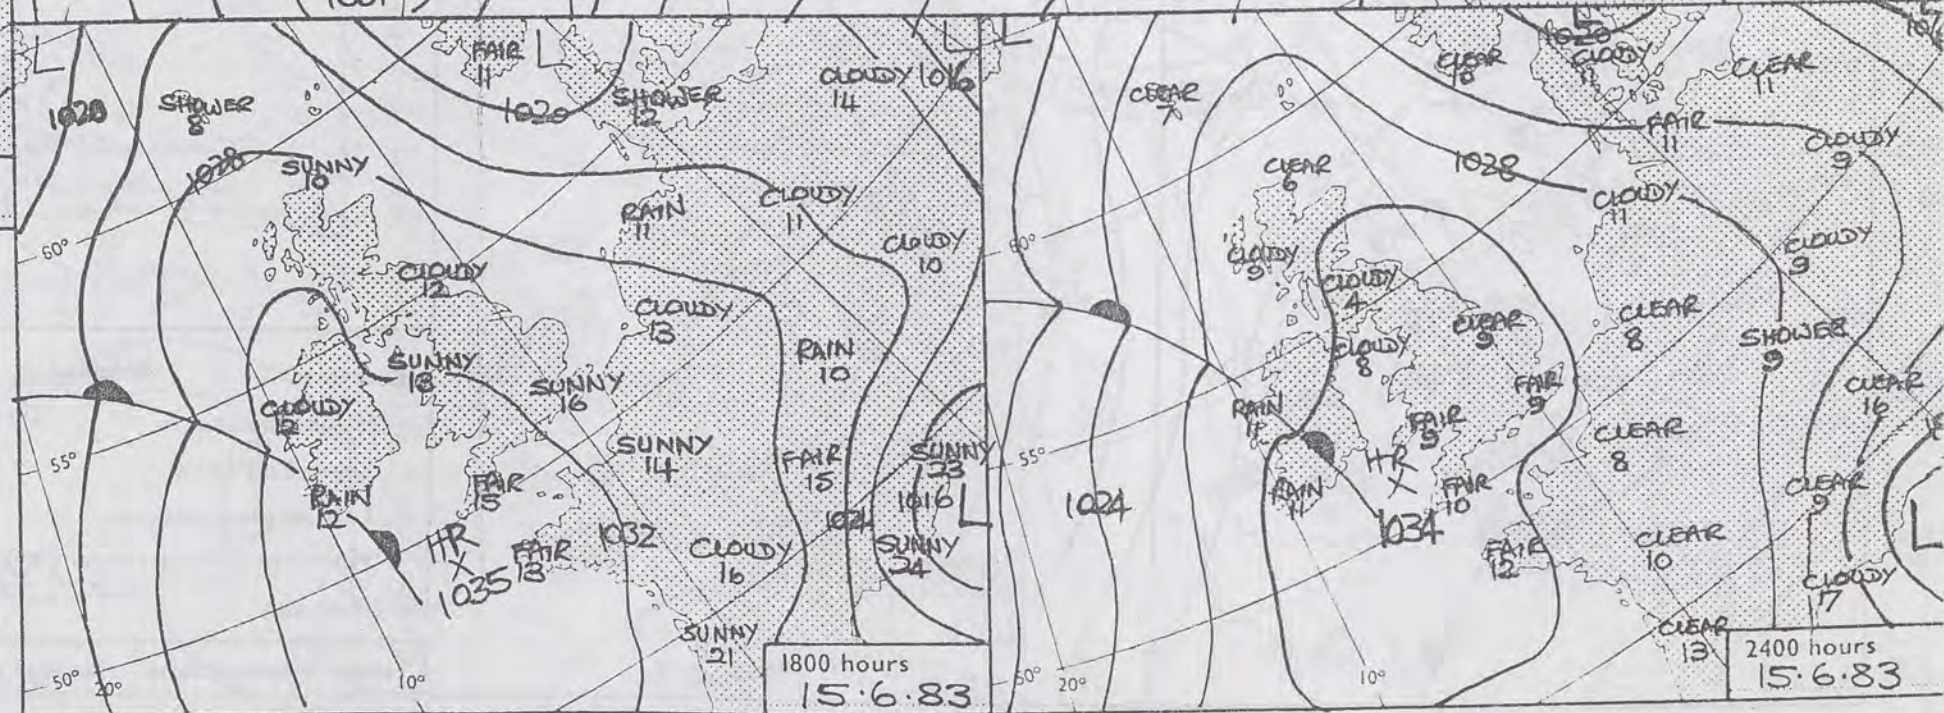 FAIR
11
L
L
L
CLOUDY
14
1016
1020
SHOWER
8
1020
SHOWER
12
1028
SUNNY
10
CLOUDY
11
RAIN
11
CLOUDY
10
60°
CLOUDY
12
CLOUDY
13
RAIN
10
SUNNY
18
SUNNY
16
CLOUDY
12
SUNNY
14
FAIR
15
SUNNY
23
55°
1016
L
RAIN
12
FAIR
15
1024
HR
X
1035
FAIR
13
1032
CLOUDY
16
SUNNY
24
SUNNY
21
50°
20°
10°
1800 hours
15.6.83
L
L
1020
CLEAR
10
CLOUDY
11
CLEAR
11
CLEAR
7
FAIR
11
CLOUDY
9
1028
CLEAR
6
CLOUDY
11
CLOUDY
9
60°
CLOUDY
9
CLOUDY
4
CLEAR
9
CLEAR
8
SHOWER
9
CLOUDY
8
FAIR
9
CLEAR
16
RAIN
11
FAIR
9
CLEAR
8
55°
HR
X
1034
RAIN
11
FAIR
10
CLEAR
9
1024
L
FAIR
12
CLEAR
10
CLOUDY
17
CLEAR
13
50°
20°
10°
2400 hours
15.6.83